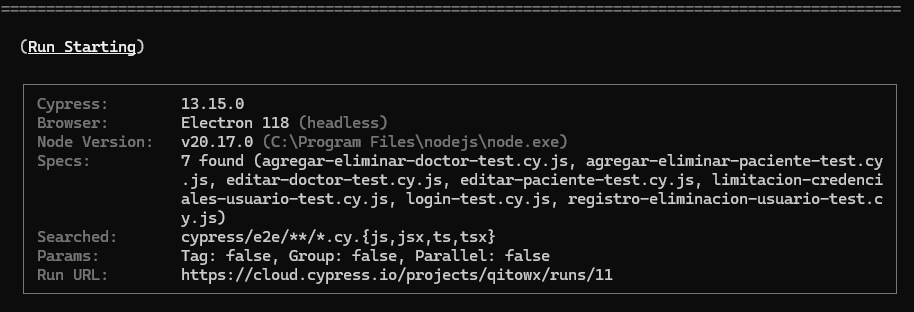 (Run Starting)
Cypress: 13.15.0
Browser: Electron 118 (headless)
Node Version: v20.17.0 (C:\Program Files\nodejs\node.exe)
Specs: 7 found (agregar-eliminar-doctor-test.cy.js, agregar-eliminar-paciente-test.cy
.js, editar-doctor-test.cy.js, editar-paciente-test.cy.js, limitacion-credenci
ales-usuario-test.cy.js, login-test.cy.js, registro-eliminacion-usuario-test.c
y.js)
Searched: cypress/e2e/**/*.cy.{js,jsx,ts,tsx}
Params: Tag: false, Group: false, Parallel: false
Run URL: https://cloud.cypress.io/projects/qitowx/runs/11